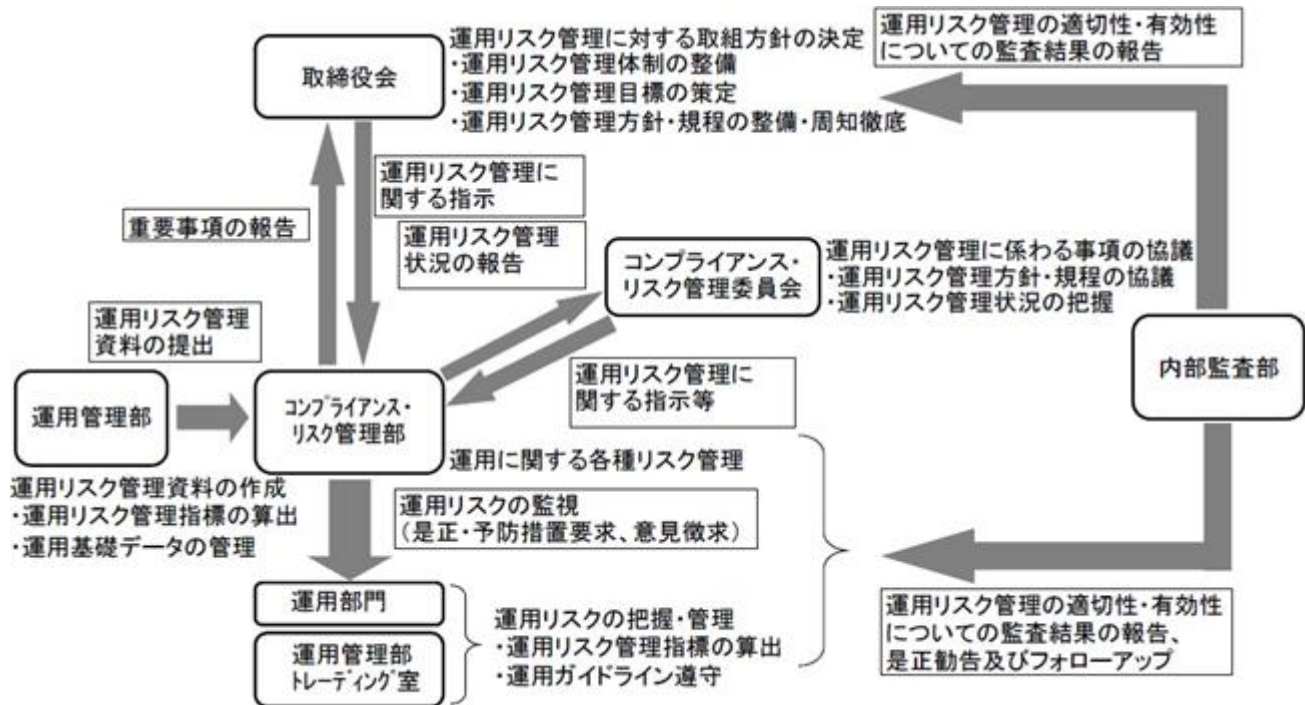 取締役会
運用リスク管理に対する取組方針の決定
・運用リスク管理体制の整備
・運用リスク管理目標の策定
・運用リスク管理方針・規程の整備・周知徹底
運用リスク管理の適切性・有効性
についての監査結果の報告
運用リスク管理に
関する指示
重要事項の報告
運用リスク管理
状況の報告
コンプライアンス・
リスク管理委員会
運用リスク管理に係わる事項の協議
・運用リスク管理方針・規程の協議
・運用リスク管理状況の把握
運用リスク管理
資料の提出
内部監査部
運用管理部
コンプライアンス・
リスク管理部
運用リスク管理に
関する指示等
運用に関する各種リスク管理
運用リスク管理資料の作成
・運用リスク管理指標の算出
・運用基礎データの管理
運用リスクの監視
(是正・予防措置要求、意見徴求)
運用部門
運用管理部
トレーディング室
運用リスクの把握・管理
・運用リスク管理指標の算出
・運用ガイドライン遵守
運用リスク管理の適切性・有効性
についての監査結果の報告、
是正勧告及びフォローアップ